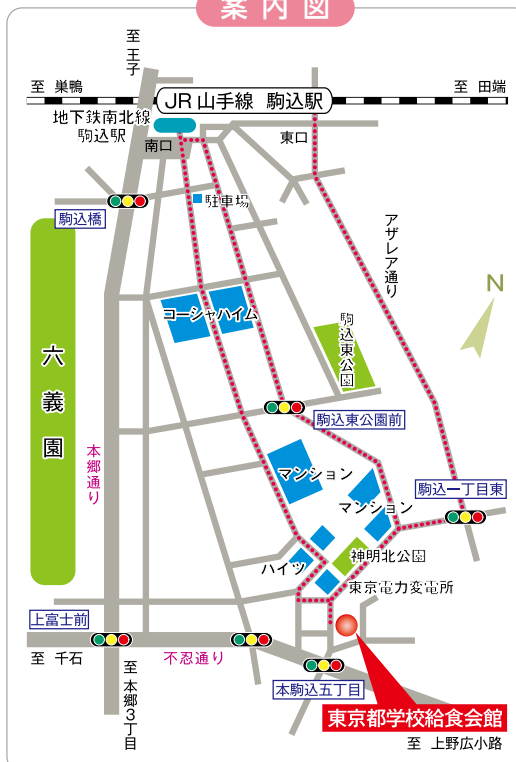 案内図
至 王子
至 巣鴨
至 田端
JR山手線 駒込駅
地下鉄南北線
駒込駅
南口
東口
駐車場
駒込橋
アザレア通り
N
コーシャハイム
駒込東公園
六義園
駒込東公園前
本郷通り
マンション
駒込一丁目東
マンション
神明北公園
ハイツ
東京電力変電所
上富士前
至 千石
不忍通り
至 本郷3丁目
本駒込五丁目
東京都学校給食会館
至 上野広小路